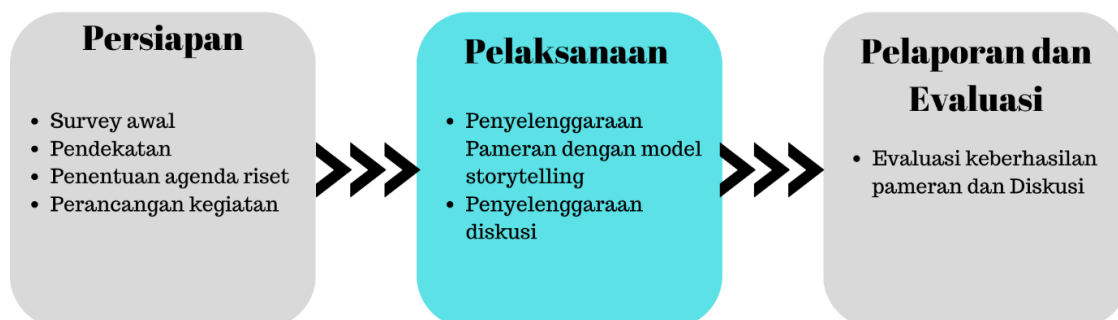 Persiapan
• Survey awal
• Pendekatan
• Penentuan agenda riset
• Perancangan kegiatan
Pelaksanaan
• Penyelenggaraan
Pameran dengan model
storytelling
• Penyelenggaraan
diskusi
Pelaporan dan
Evaluasi
• Evaluasi keberhasilan
pameran dan Diskusi